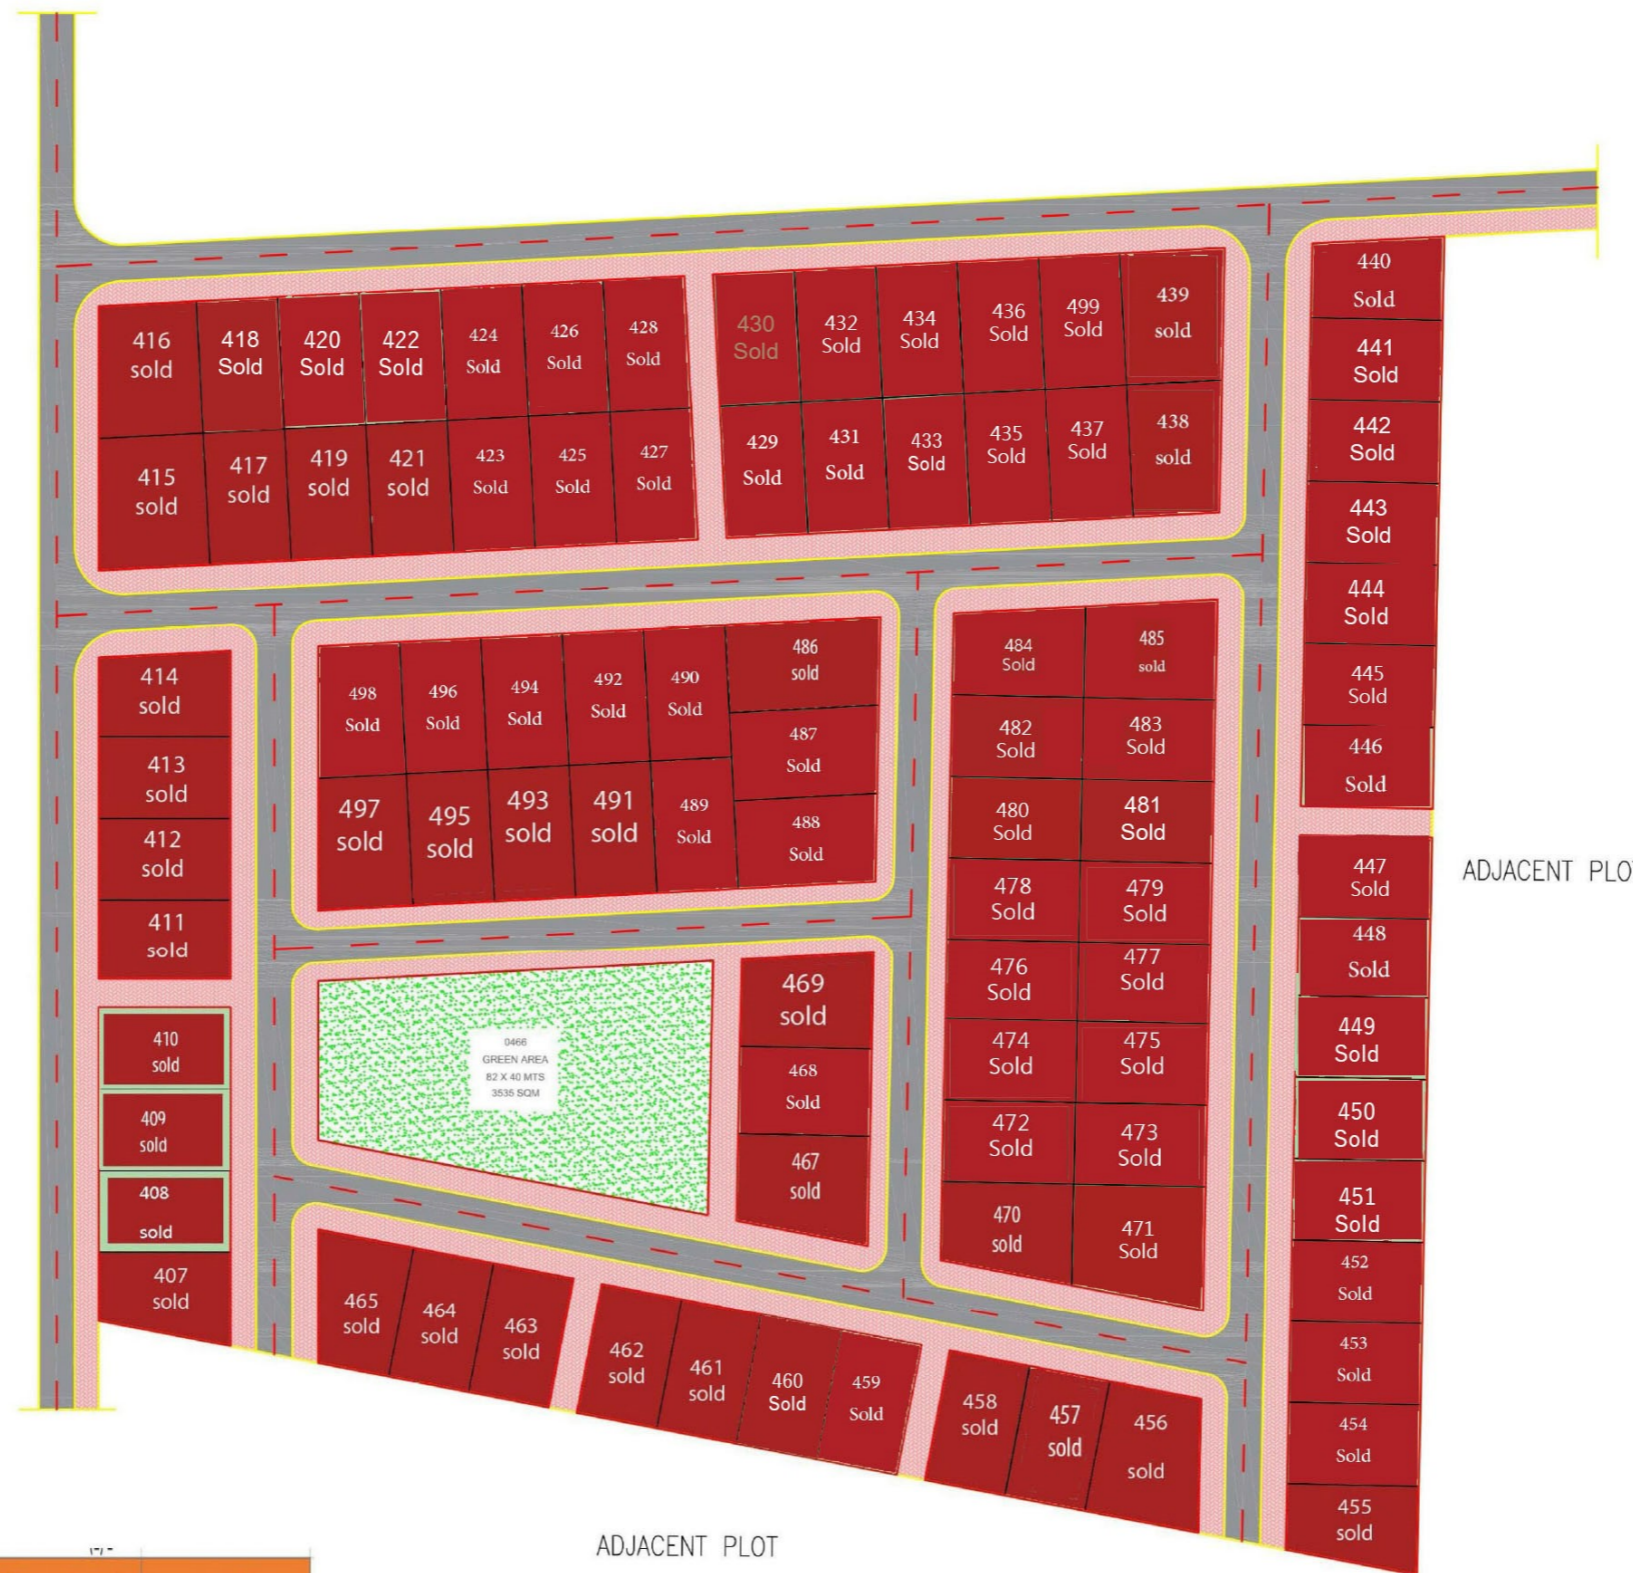 416
sold
418
Sold
420
Sold
422
Sold
424
Sold
426
Sold
428
Sold
430
Sold
432
Sold
434
Sold
436
Sold
499
Sold
439
sold
415
sold
417
sold
419
sold
421
sold
423
Sold
425
Sold
427
Sold
429
Sold
431
Sold
433
Sold
435
Sold
437
Sold
438
sold
440
Sold
441
Sold
442
Sold
443
Sold
444
Sold
445
Sold
446
Sold
447
Sold
448
Sold
449
Sold
450
Sold
451
Sold
452
Sold
453
Sold
454
Sold
455
sold
414
sold
413
sold
412
sold
411
sold
410
sold
409
sold
408
sold
407
sold
498
Sold
496
Sold
494
Sold
492
Sold
490
Sold
486
sold
487
Sold
488
Sold
497
sold
495
sold
493
sold
491
sold
489
Sold
484
Sold
485
sold
482
Sold
483
Sold
480
Sold
481
Sold
478
Sold
479
Sold
476
Sold
477
Sold
474
Sold
475
Sold
472
Sold
473
Sold
470
sold
471
Sold
0466
GREEN AREA
82 X 40 MTS
3535 SQM
469
sold
468
Sold
467
sold
465
sold
464
sold
463
sold
462
sold
461
sold
460
Sold
459
Sold
458
sold
457
sold
456
sold
ADJACENT PLO
ADJACENT PLOT